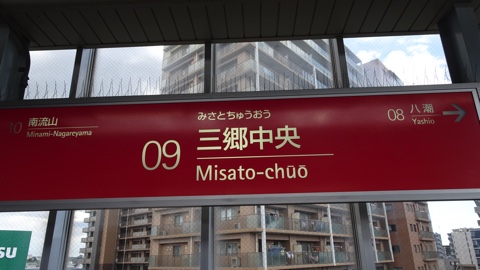 10 南流山
Minami-Nagareyama
みさとちゅうおう
09 三郷中央
Misato-chūō
08 八潮
Yashio
SU